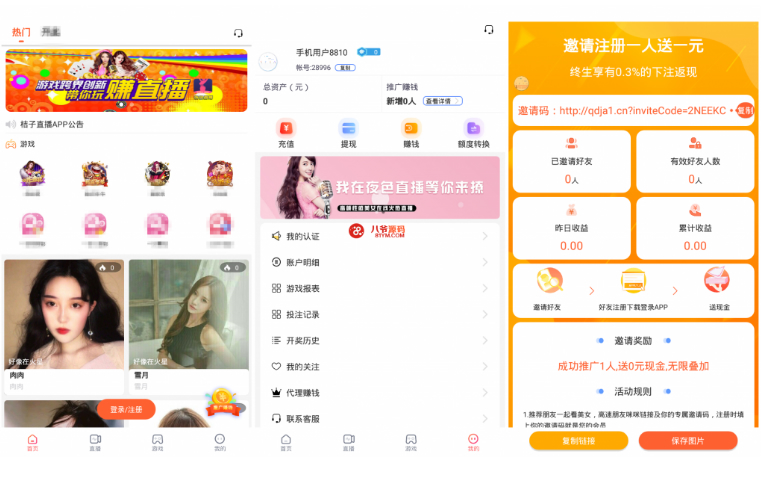 热门
游戏跨界创新
带你玩
赚直播
桔子直播APP公告
游戏
0
0
好像在火星
好像在火星
肉肉
肉肉
雪月
雪月
登录/注册
首页
直播
游戏
我的
手机用户8810
0
帐号:28996
复制
总资产（元）
推广赚钱
0
新增0人
查看详情
充值
提现
赚钱
额度转换
我在夜色直播等你来撩
八爷源码
8YYM.COM
我的认证
账户明细
游戏报表
投注记录
开奖历史
我的关注
代理赚钱
联系客服
首页
直播
游戏
我的
邀请注册一人送一元
终生享有0.3%的下注返现
邀请码：http://qdja1.cn?inviteCode=2NEEKC
复制
已邀请好友
有效好友人数
0人
0人
昨日收益
累计收益
0.00
0.00
邀请好友
好友注册下载登录APP
送现金
邀请奖励
成功推广1人,送0元现金,无限叠加
活动规则
1.推荐朋友一起看美女，高速朋友咪咪链接及你的专属邀请码，注册时填
上你的邀请码就是您的会员
复制链接
保存图片